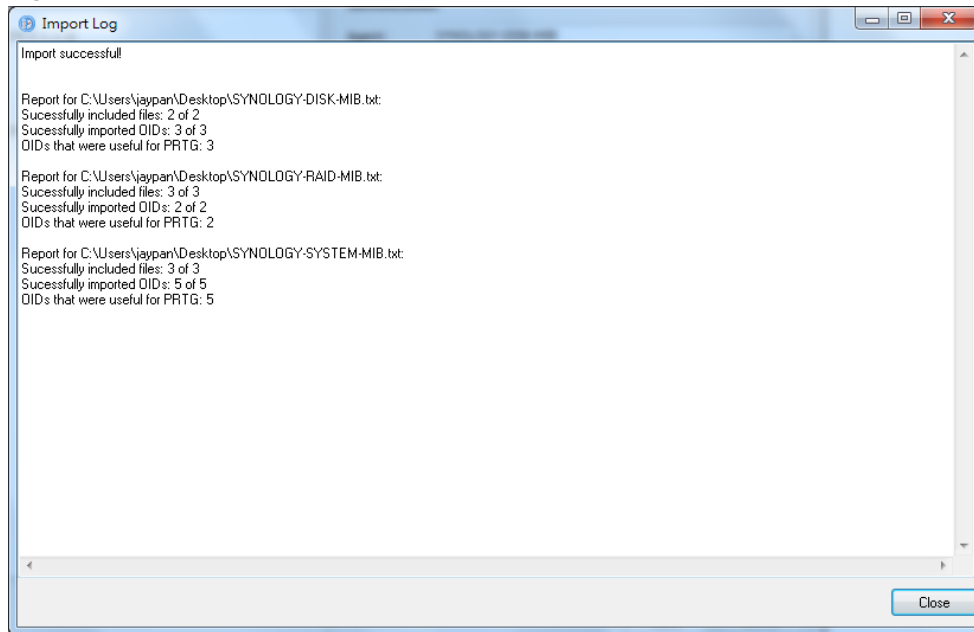 Import Log
Import successful!
Report for C:\Users\jaypan\Desktop\SYNOLOGY-DISK-MIB.txt:
Sucessfully included files: 2 of 2
Sucessfully imported OIDs: 3 of 3
OIDs that were useful for PRTG: 3
Report for C:\Users\jaypan\Desktop\SYNOLOGY-RAID-MIB.txt:
Sucessfully included files: 3 of 3
Sucessfully imported OIDs: 2 of 2
OIDs that were useful for PRTG: 2
Report for C:\Users\jaypan\Desktop\SYNOLOGY-SYSTEM-MIB.txt:
Sucessfully included files: 3 of 3
Sucessfully imported OIDs: 5 of 5
OIDs that were useful for PRTG: 5
Close